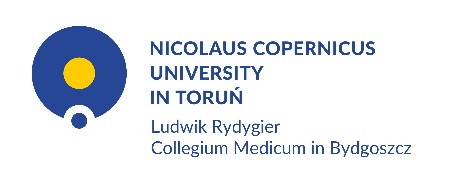 NICOLAUS COPERNICUS
UNIVERSITY
IN TORUŃ
Ludwik Rydygier
Collegium Medicum in Bydgoszcz